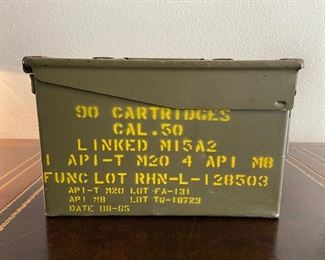 90 CARTRIDGES
CAL.50
LINKED M15A2
1 API-T M20 4 API M8
FUNC LOT RHN-L-128503
API-T M20 LOT FA-131
API M8 LOT TW-18723
DATE 08-65